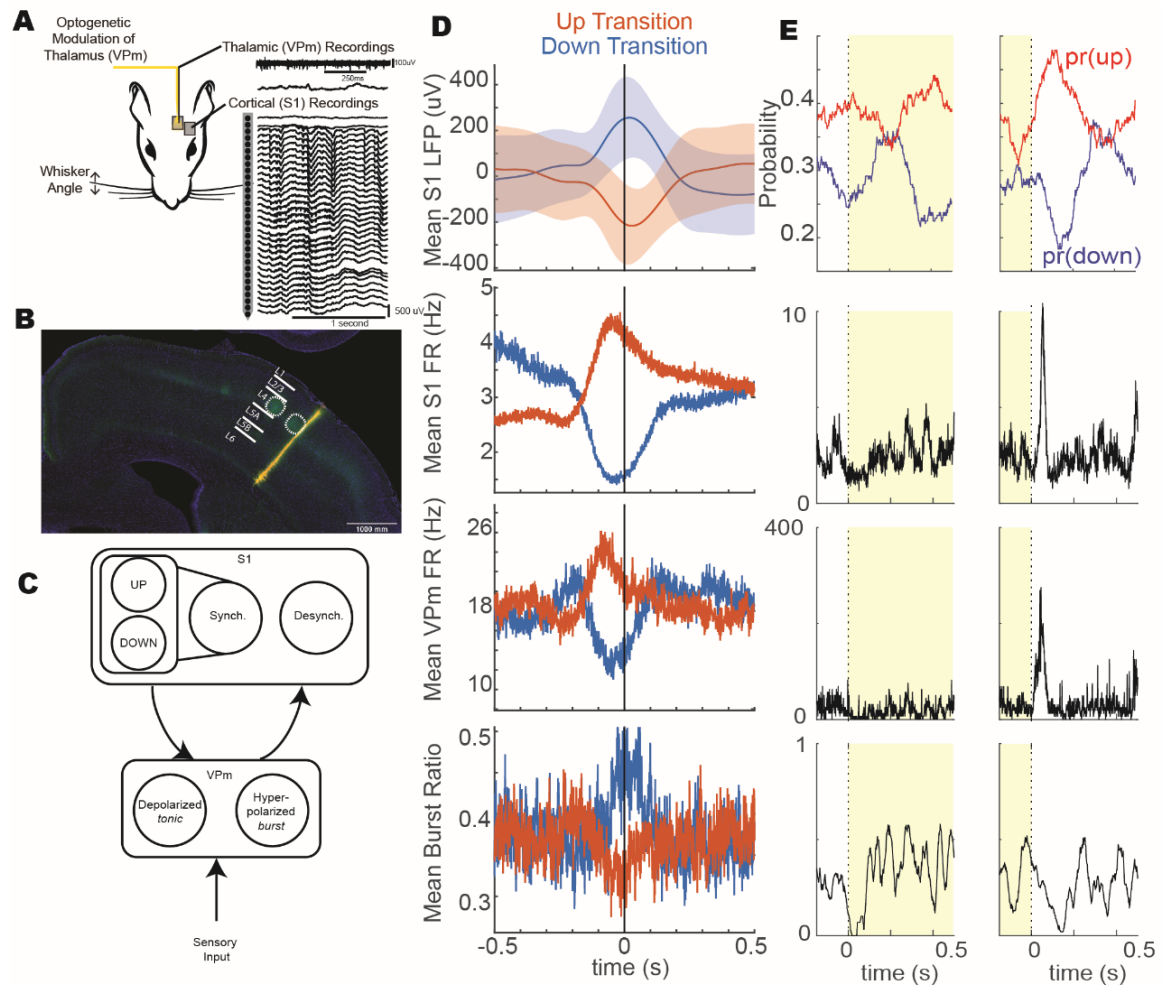 A
Optogenetic
Modulation of
Thalamus (VPm)
Thalamic (VPm) Recordings
100uV
250ms
Cortical (S1) Recordings
Whisker
Angle
500 uV
1 second
B
L1
L2/3
L4
L5A
L5B
L6
1000 mm
C
S1
UP
DOWN
Synch.
Desynch.
VPm
Depolarized
tonic
Hyper-
polarized
burst
Sensory
Input
D
Up Transition
Down Transition
Mean S1 LFP (uV)
400
200
0
-200
-400
Mean S1 FR (Hz)
5
4
3
2
Mean VPm FR (Hz)
26
18
10
Mean Burst Ratio
0.5
0.4
0.3
-0.5
0
0.5
time (s)
E
Probability
0.4
0.3
0.2
pr(up)
pr(down)
10
0
400
0
1
0
0
0.5
time (s)
0
0.5
time (s)